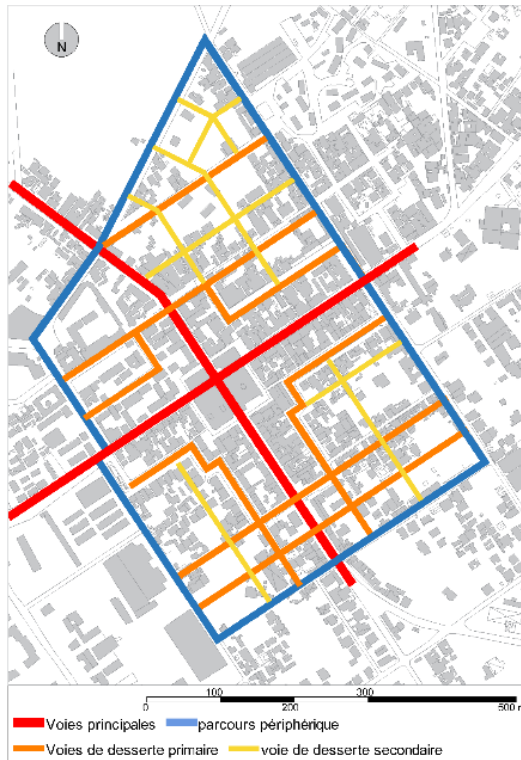 N
0 100 200 300 500 m
Voies principales parcours périphérique
Voies de desserte primaire voie de desserte secondaire